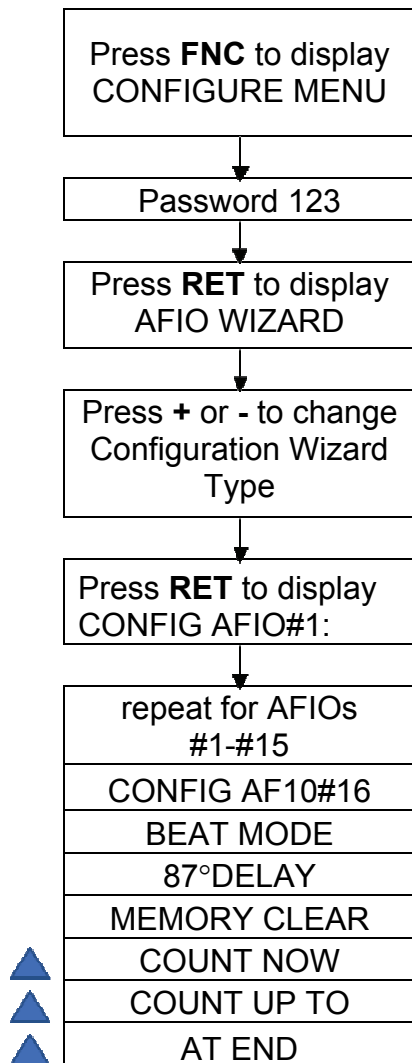 Press FNC to display
CONFIGURE MENU
Password 123
Press RET to display
AFIO WIZARD
Press + or - to change
Configuration Wizard
Type
Press RET to display
CONFIG AFIO#1:
repeat for AFIOs
#1-#15
CONFIG AF10#16
BEAT MODE
87°DELAY
MEMORY CLEAR
COUNT NOW
COUNT UP TO
AT END